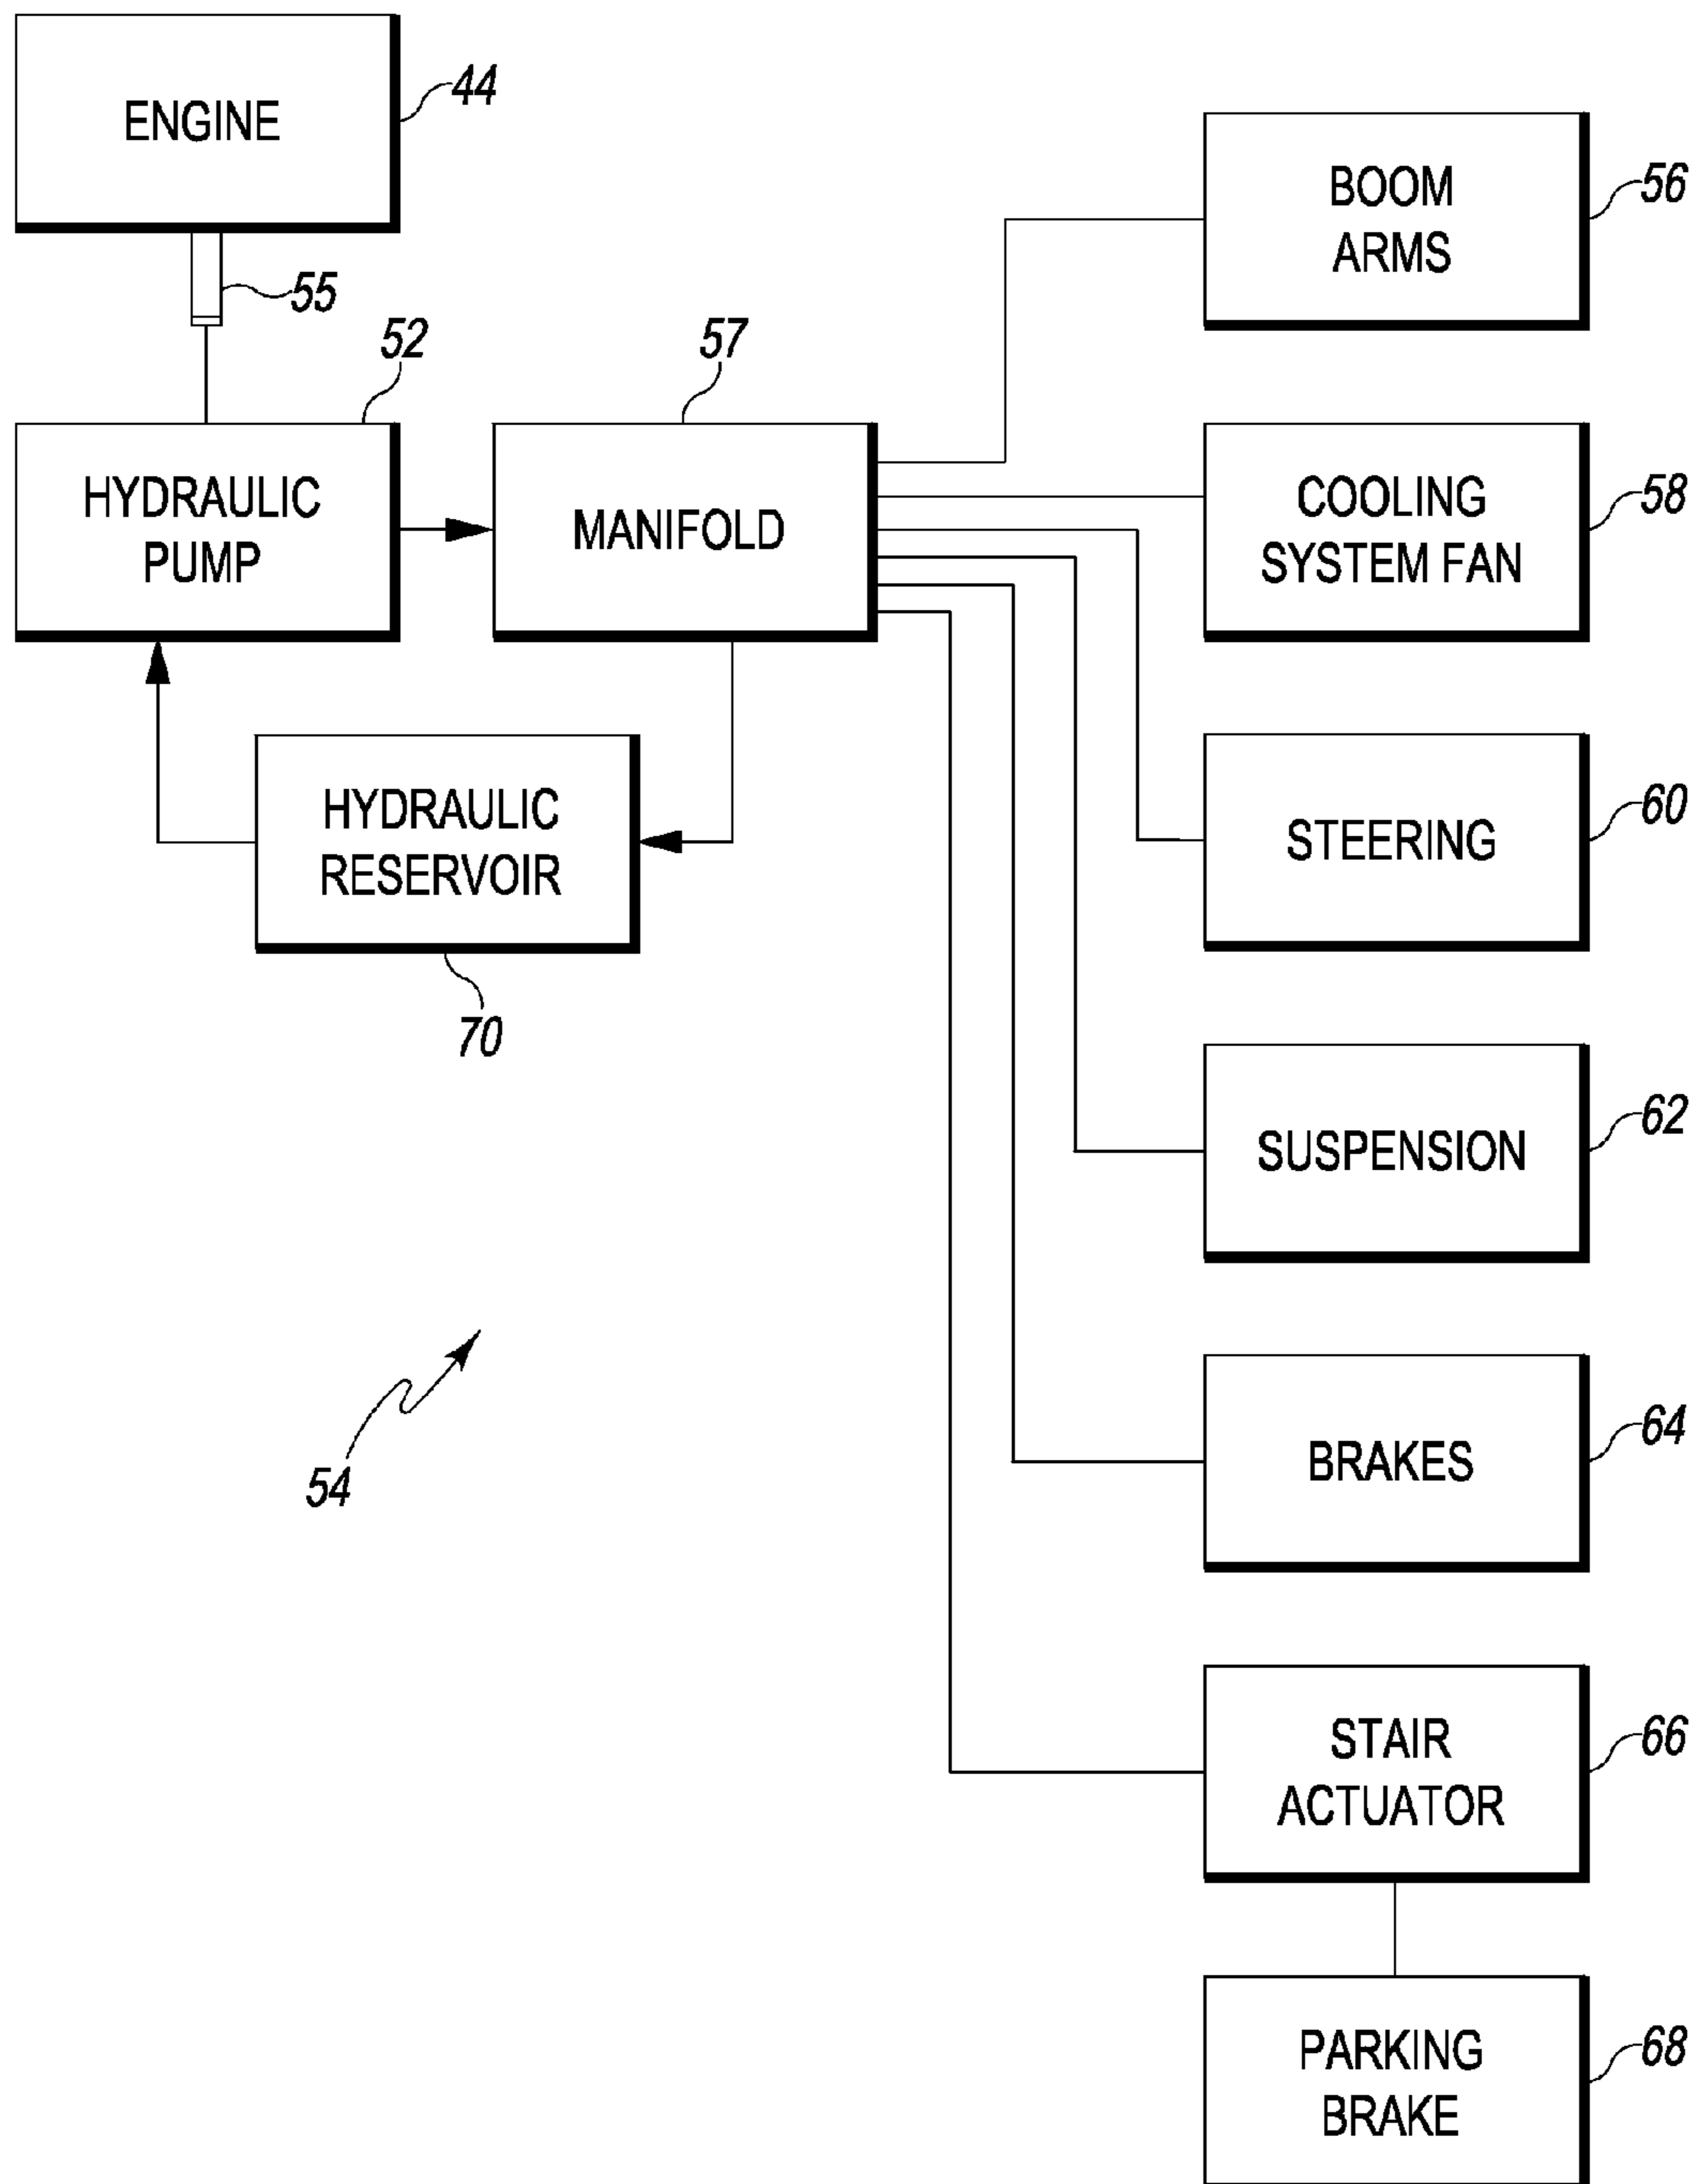 ENGINE
44
55
BOOM
ARMS
56
52
57
HYDRAULIC
PUMP
MANIFOLD
COOLING
SYSTEM FAN
58
HYDRAULIC
RESERVOIR
70
STEERING
60
SUSPENSION
62
54
BRAKES
64
STAIR
ACTUATOR
66
PARKING
BRAKE
68